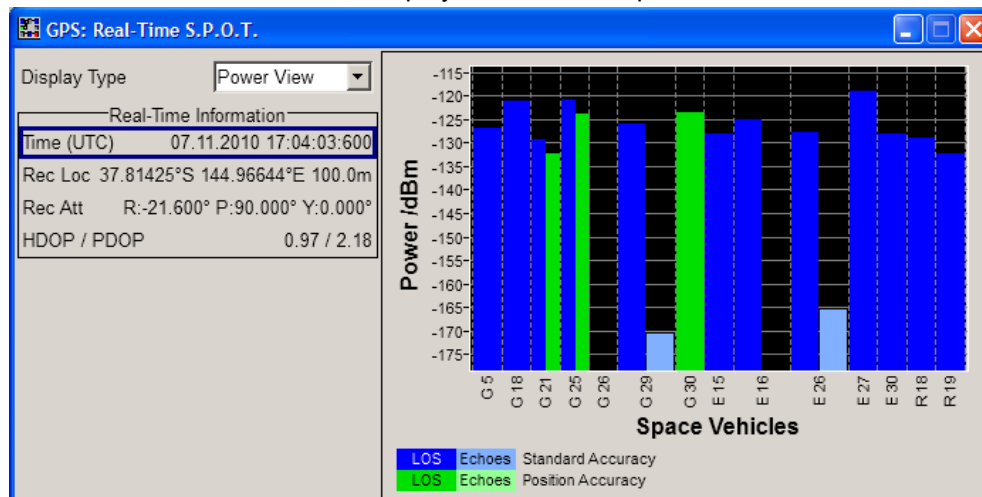 GPS: Real-Time S.P.O.T.
Display Type Power View
Real-Time Information
Time (UTC) 07.11.2010 17:04:03:600
Rec Loc 37.81425°S 144.96644°E 100.0m
Rec Att R:-21.600° P:90.000° Y:0.000°
HDOP / PDOP 0.97 / 2.18
Power /dBm
-115
-120
-125
-130
-135
-140
-145
-150
-155
-160
-165
-170
-175
G 5 G 18 G 21 G 25 G 26 G 29 G 30 E 15 E 16 E 26 E 27 E 30 R 18 R 19
Space Vehicles
LOS Echoes Standard Accuracy
LOS Echoes Position Accuracy